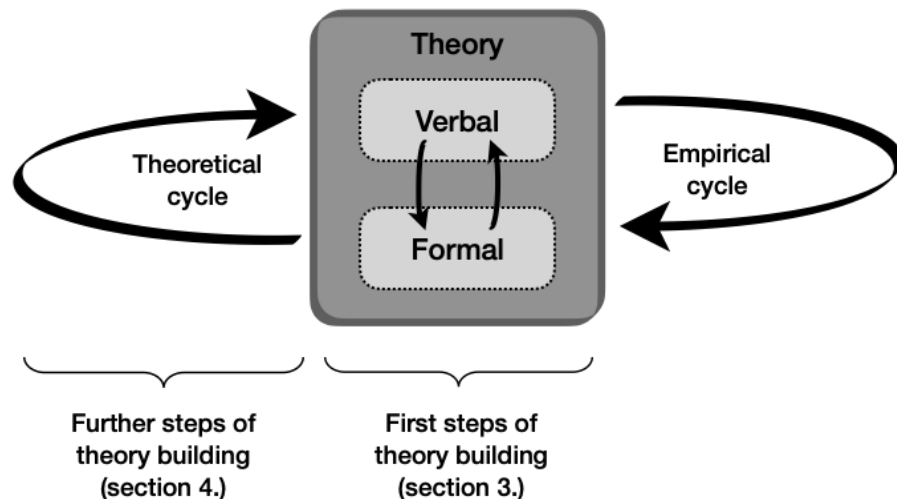 Theory
Verbal
Theoretical
cycle
Empirical
cycle
Formal
Further steps of
theory building
(section 4.)
First steps of
theory building
(section 3.)